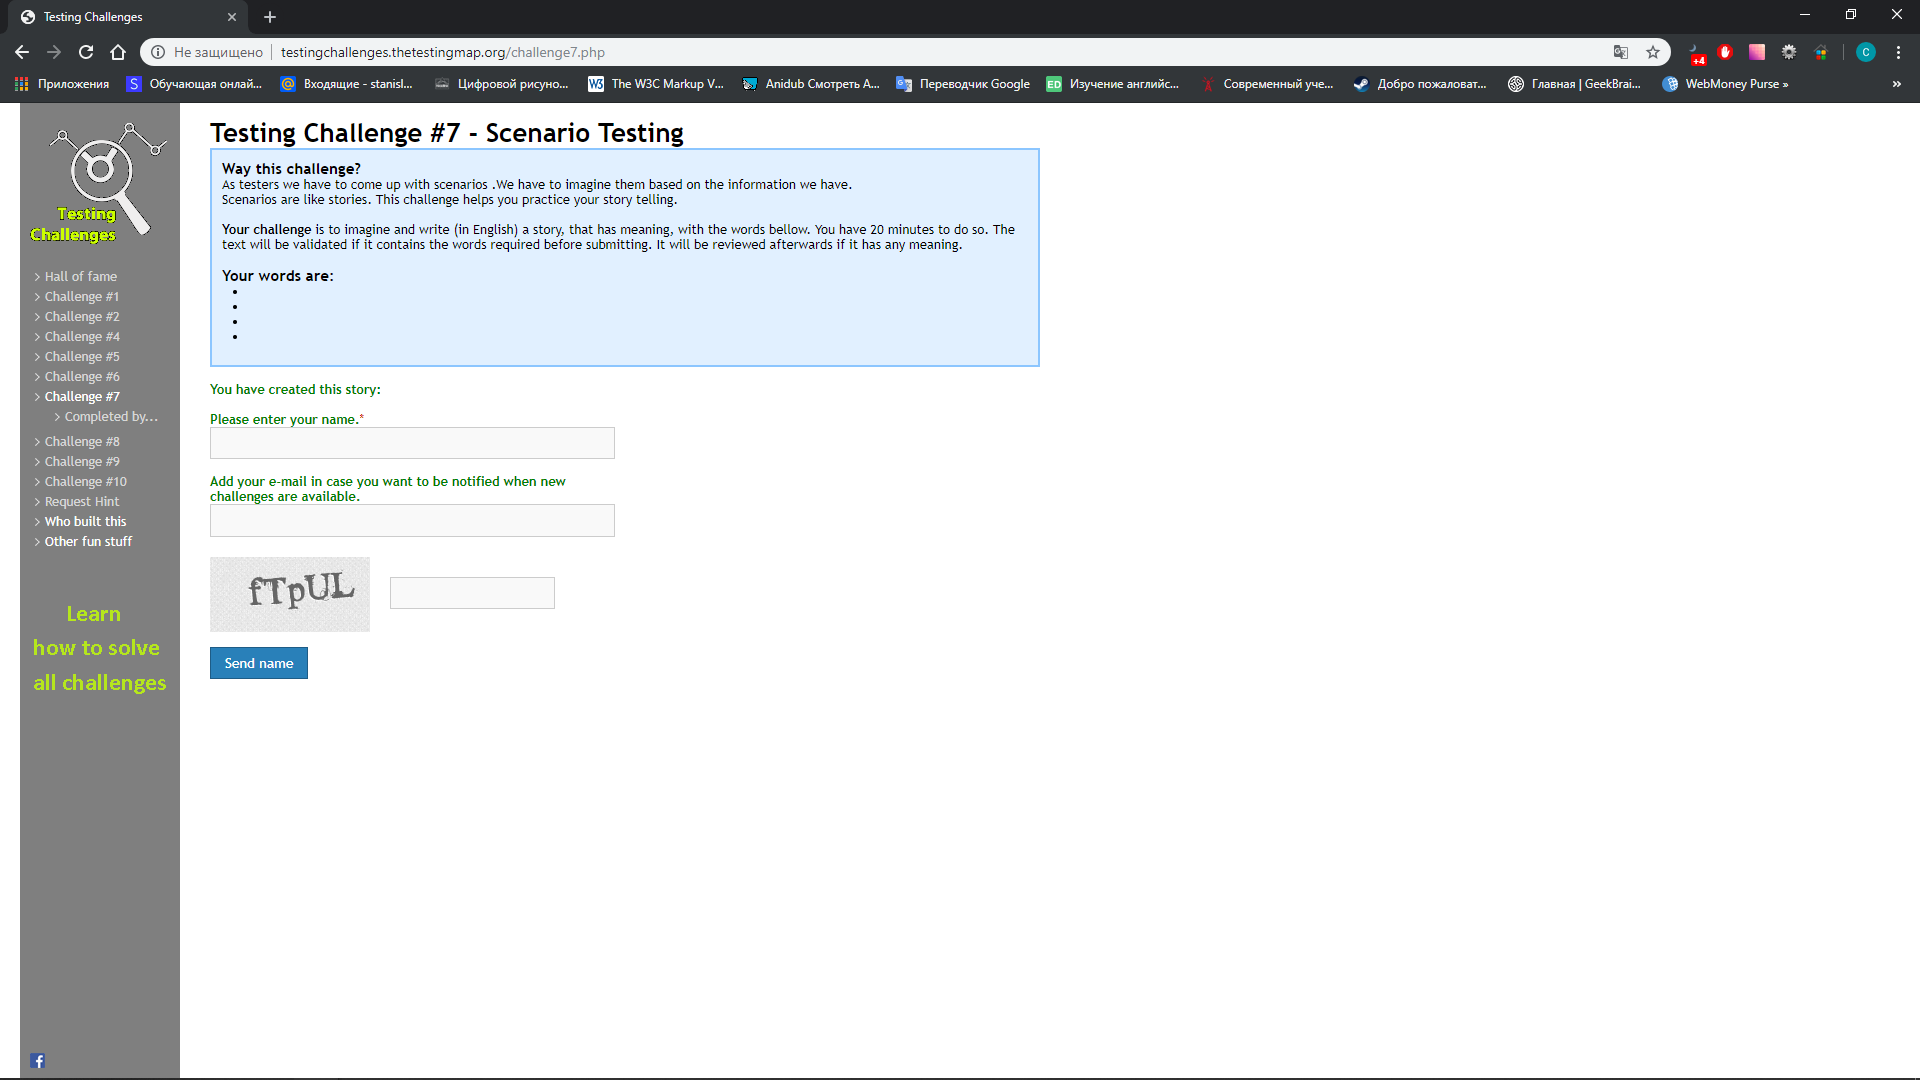 Testing Challenges
Не защищено
testingchallenges.thetestingmap.org/challenge7.php
+4
C
Приложения
S
Обучающая онлай...
Входящие - stanisl...
Цифровой рисуно...
The W3C Markup V...
Anidub Смотреть А...
Переводчик Google
ED
Изучение английс...
Современный уче...
Добро пожаловат...
Главная | GeekBrai...
WebMoney Purse »
»
Testing
Challenges
> Hall of fame
> Challenge #1
> Challenge #2
> Challenge #4
> Challenge #5
> Challenge #6
> Challenge #7
> Completed by...
> Challenge #8
> Challenge #9
> Challenge #10
> Request Hint
> Who built this
> Other fun stuff
Learn
how to solve
all challenges
Testing Challenge #7 - Scenario Testing
Way this challenge?
As testers we have to come up with scenarios .We have to imagine them based on the information we have.
Scenarios are like stories. This challenge helps you practice your story telling.
Your challenge is to imagine and write (in English) a story, that has meaning, with the words bellow. You have 20 minutes to do so. The
text will be validated if it contains the words required before submitting. It will be reviewed afterwards if it has any meaning.
Your words are:
You have created this story:
Please enter your name.*
Add your e-mail in case you want to be notified when new
challenges are available.
fTpUL
Send name